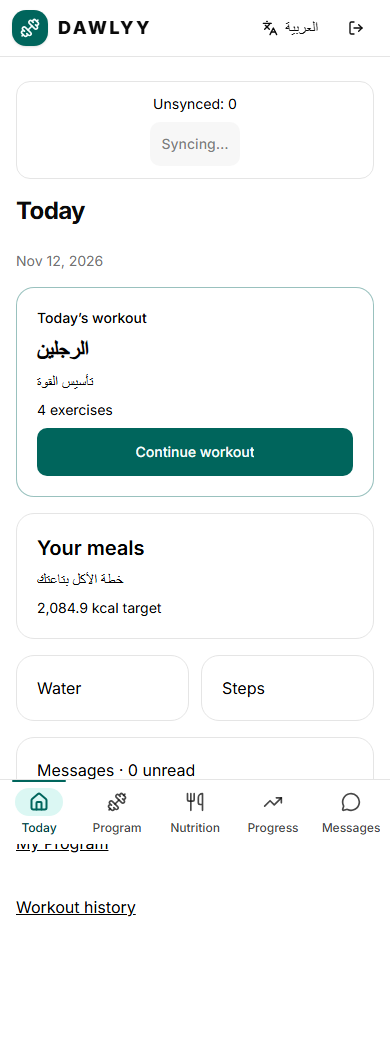 DAWLYY
العربية
Unsynced: 0
Syncing...
Today
Nov 12, 2026
Today’s workout
الرجلين
تأسيس القوة
4 exercises
Continue workout
Your meals
خطة الأكل بتاعتك
2,084.9 kcal target
Water
Steps
Messages · 0 unread
Today
Program
Nutrition
Progress
Messages
My Program
Workout history